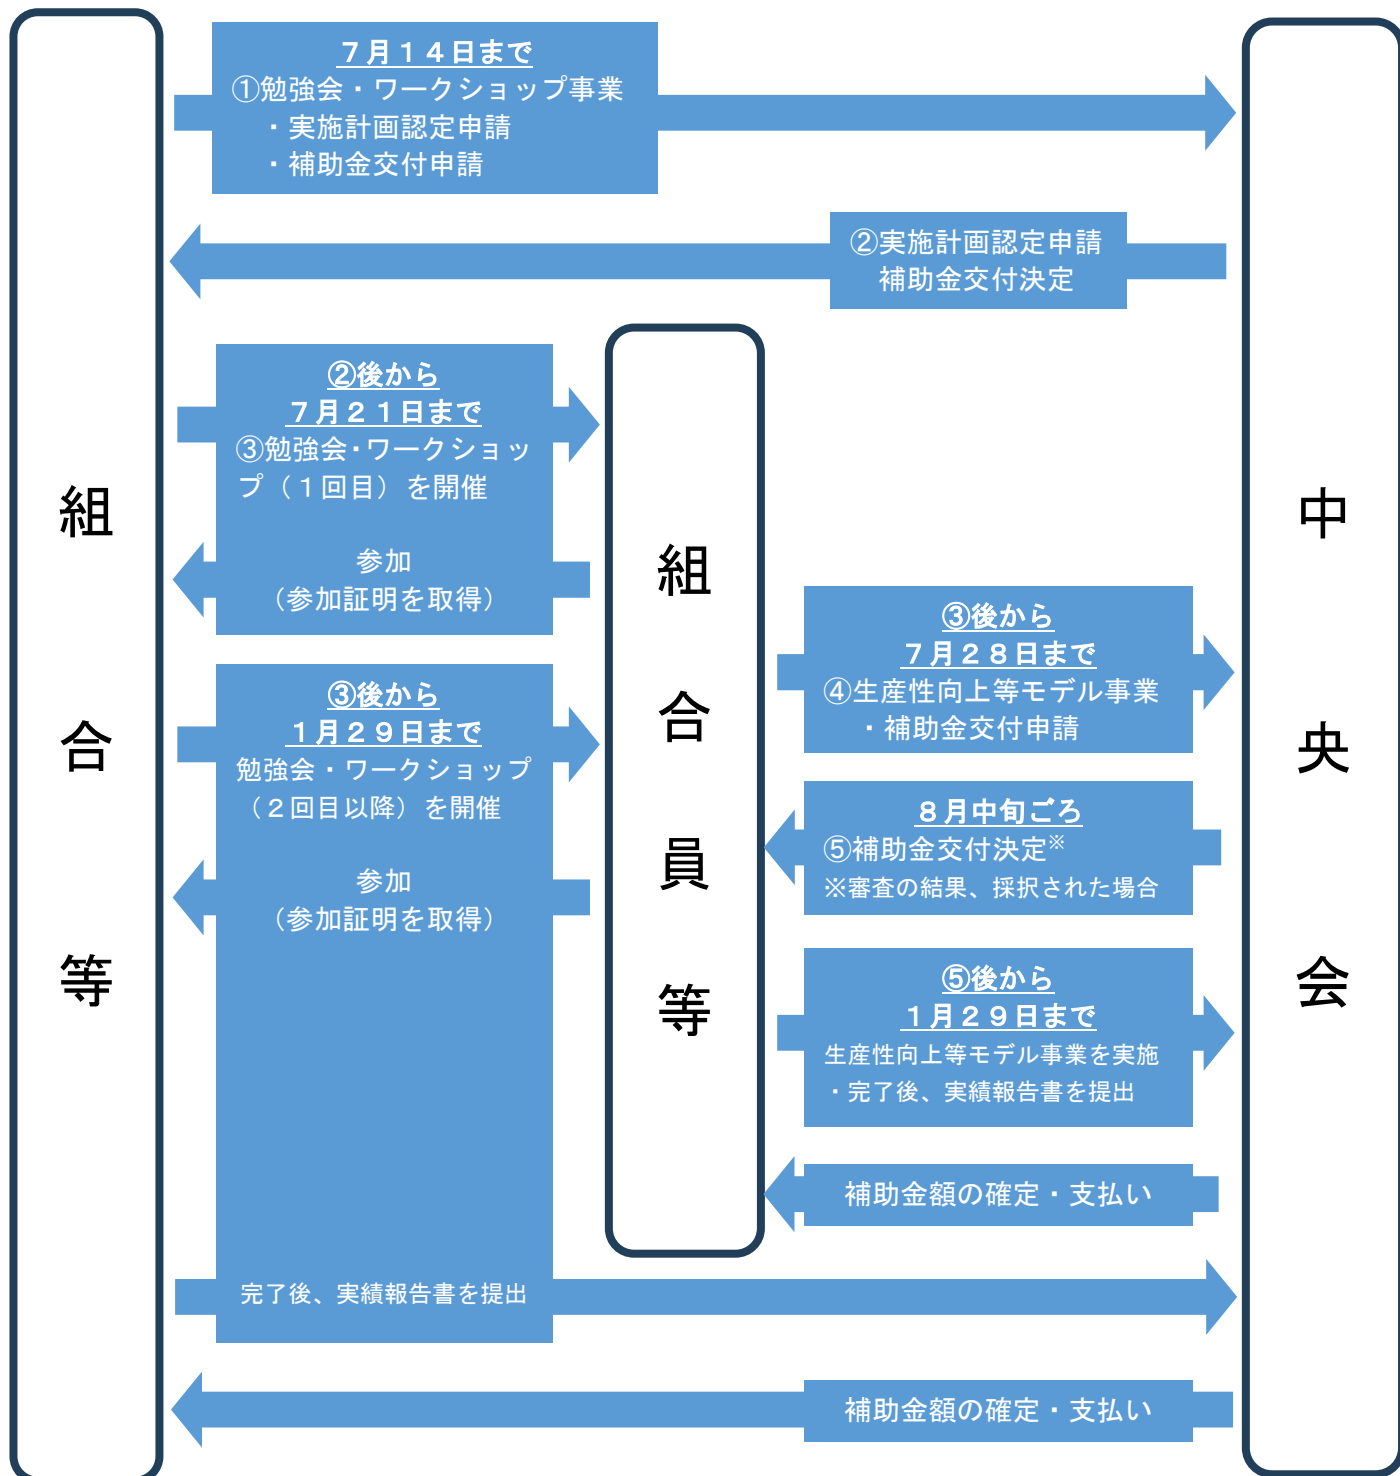 ７月１４日まで
①勉強会・ワークショップ事業
・実施計画認定申請
・補助金交付申請
②実施計画認定申請
補助金交付決定
②後から
７月２１日まで
③勉強会・ワークショッ
プ（１回目）を開催
参加
（参加証明を取得）
③後から
１月２９日まで
勉強会・ワークショップ
（２回目以降）を開催
参加
（参加証明を取得）
③後から
７月２８日まで
④生産性向上等モデル事業
・補助金交付申請
８月中旬ごろ
⑤補助金交付決定※
※審査の結果、採択された場合
⑤後から
１月２９日まで
生産性向上等モデル事業を実施
・完了後、実績報告書を提出
補助金額の確定・支払い
完了後、実績報告書を提出
補助金額の確定・支払い
組合等
組合員等
中央会